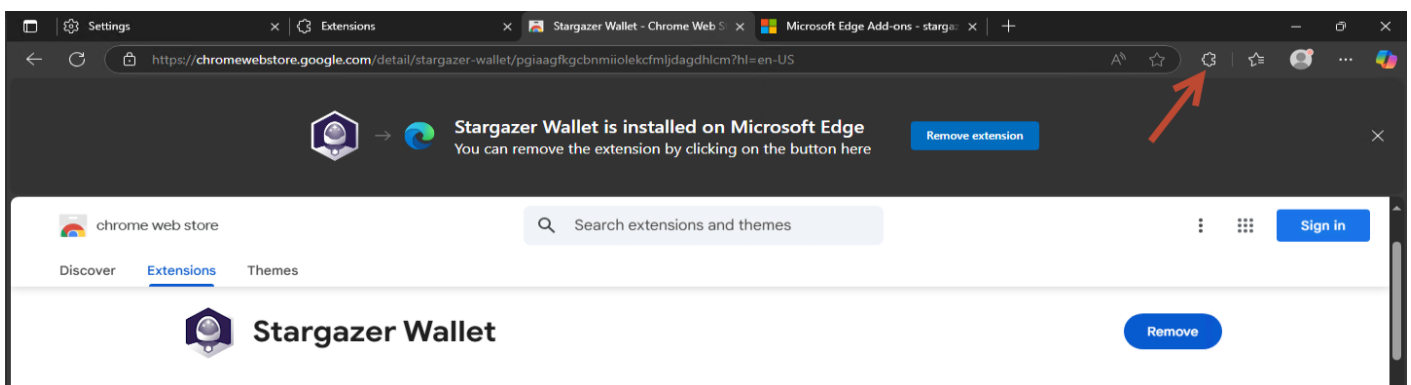 Settings
Extensions
Stargazer Wallet - Chrome Web S
Microsoft Edge Add-ons - starga
https://chromewebstore.google.com/detail/stargazer-wallet/pgiaagfkgcbnmiiolekcfmljdagdhlcm?hl=en-US
Stargazer Wallet is installed on Microsoft Edge
You can remove the extension by clicking on the button here
Remove extension
chrome web store
Search extensions and themes
Sign in
Discover
Extensions
Themes
Stargazer Wallet
Remove